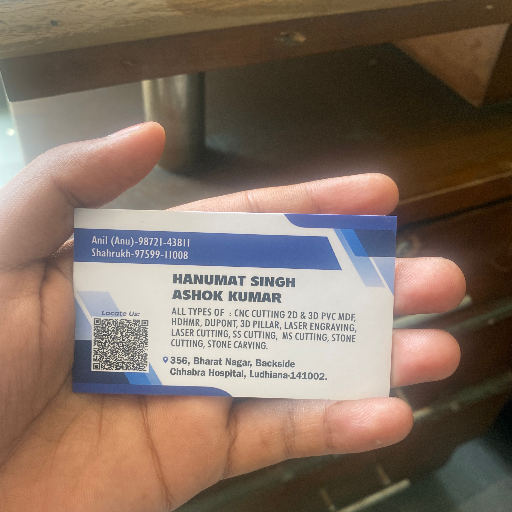 Anil (Anu)-98721-43811
Shahrukh-97599-11008
HANUMAT SINGH
ASHOK KUMAR
Locate Us:
ALL TYPES OF : CNC CUTTING 2D & 3D PVC MDF,
HDHMR, DUPONT, 3D PILLAR, LASER ENGRAVING,
LASER CUTTING, SS CUTTING, MS CUTTING, STONE
CUTTING, STONE CARVING.
356, Bharat Nagar, Backside
Chhabra Hospital, Ludhiana-141002.